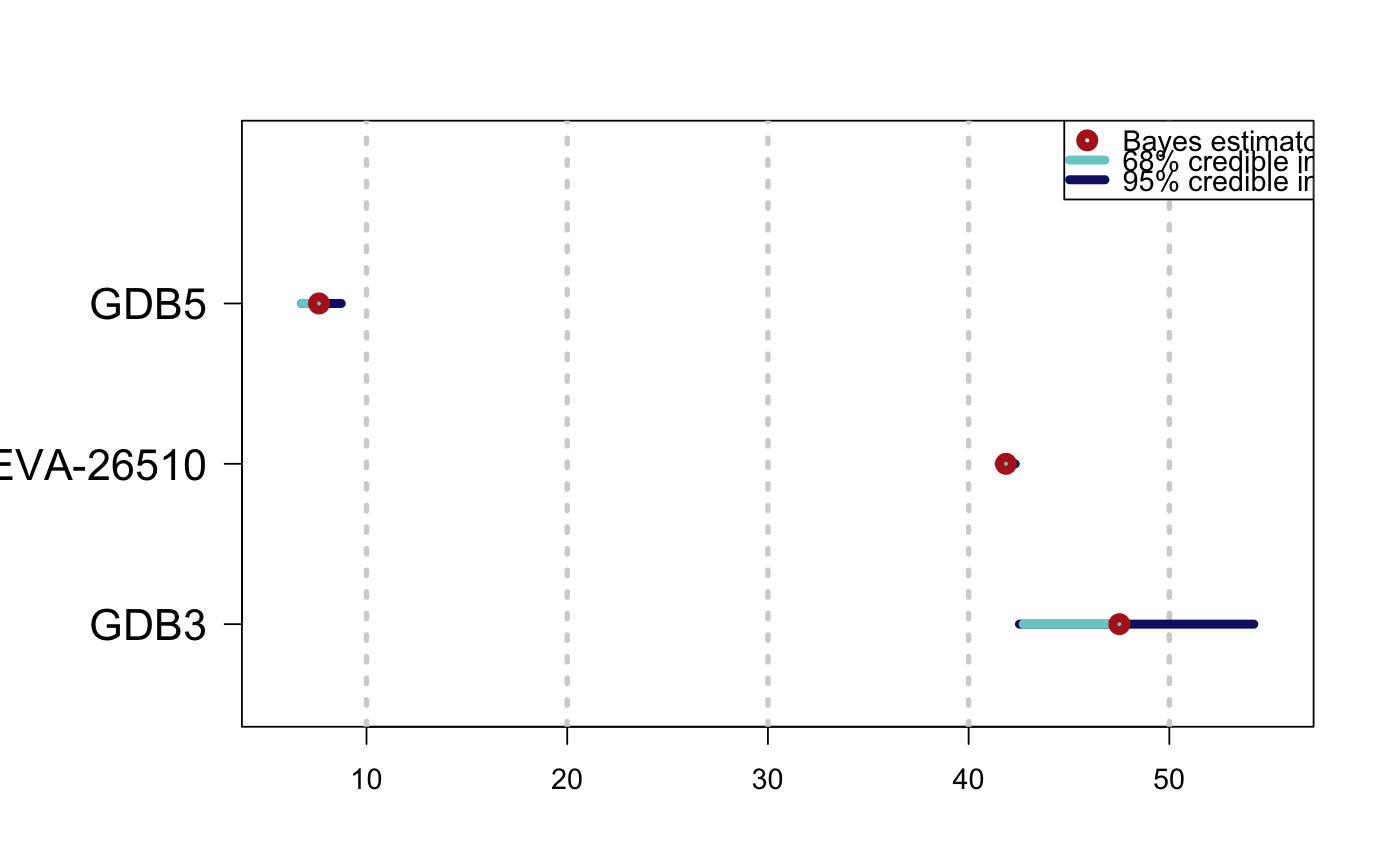 Bayes estimato
68% credible in
95% credible in
GDB5
EVA-26510
GDB3
10 20 30 40 50